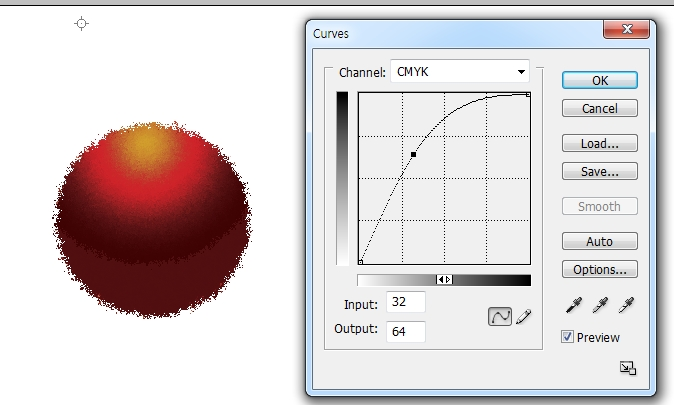 Curves
Channel: CMYK
OK
Cancel
Load...
Save...
Smooth
Auto
Options...
Input: 32
Output: 64
Preview